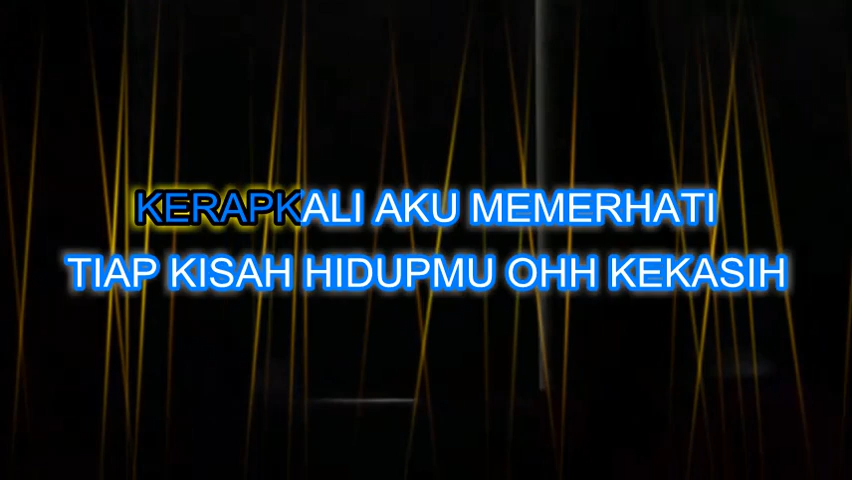 KERAPKALI AKU MEMERHATI
TIAP KISAH HIDUPMU OHH KEKASIH